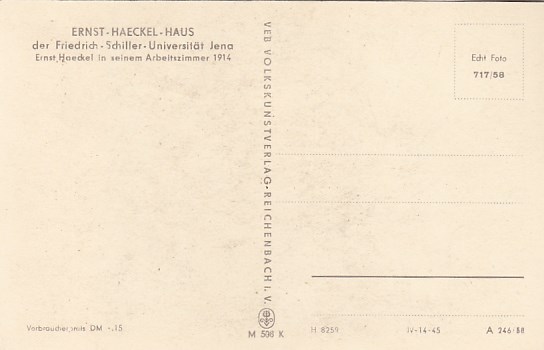 ERNST-HAECKEL-HAUS
der Friedrich-Schiller-Universität Jena
Ernst Haeckel in seinem Arbeitszimmer 1914
VEB VOLKSKUNSTVERLAG-REICHENBACH I. V.
Echt Foto
717/58
Verbraucherpreis DM -.15
M 508 K
H 8259
IV-14-45
A 246/58